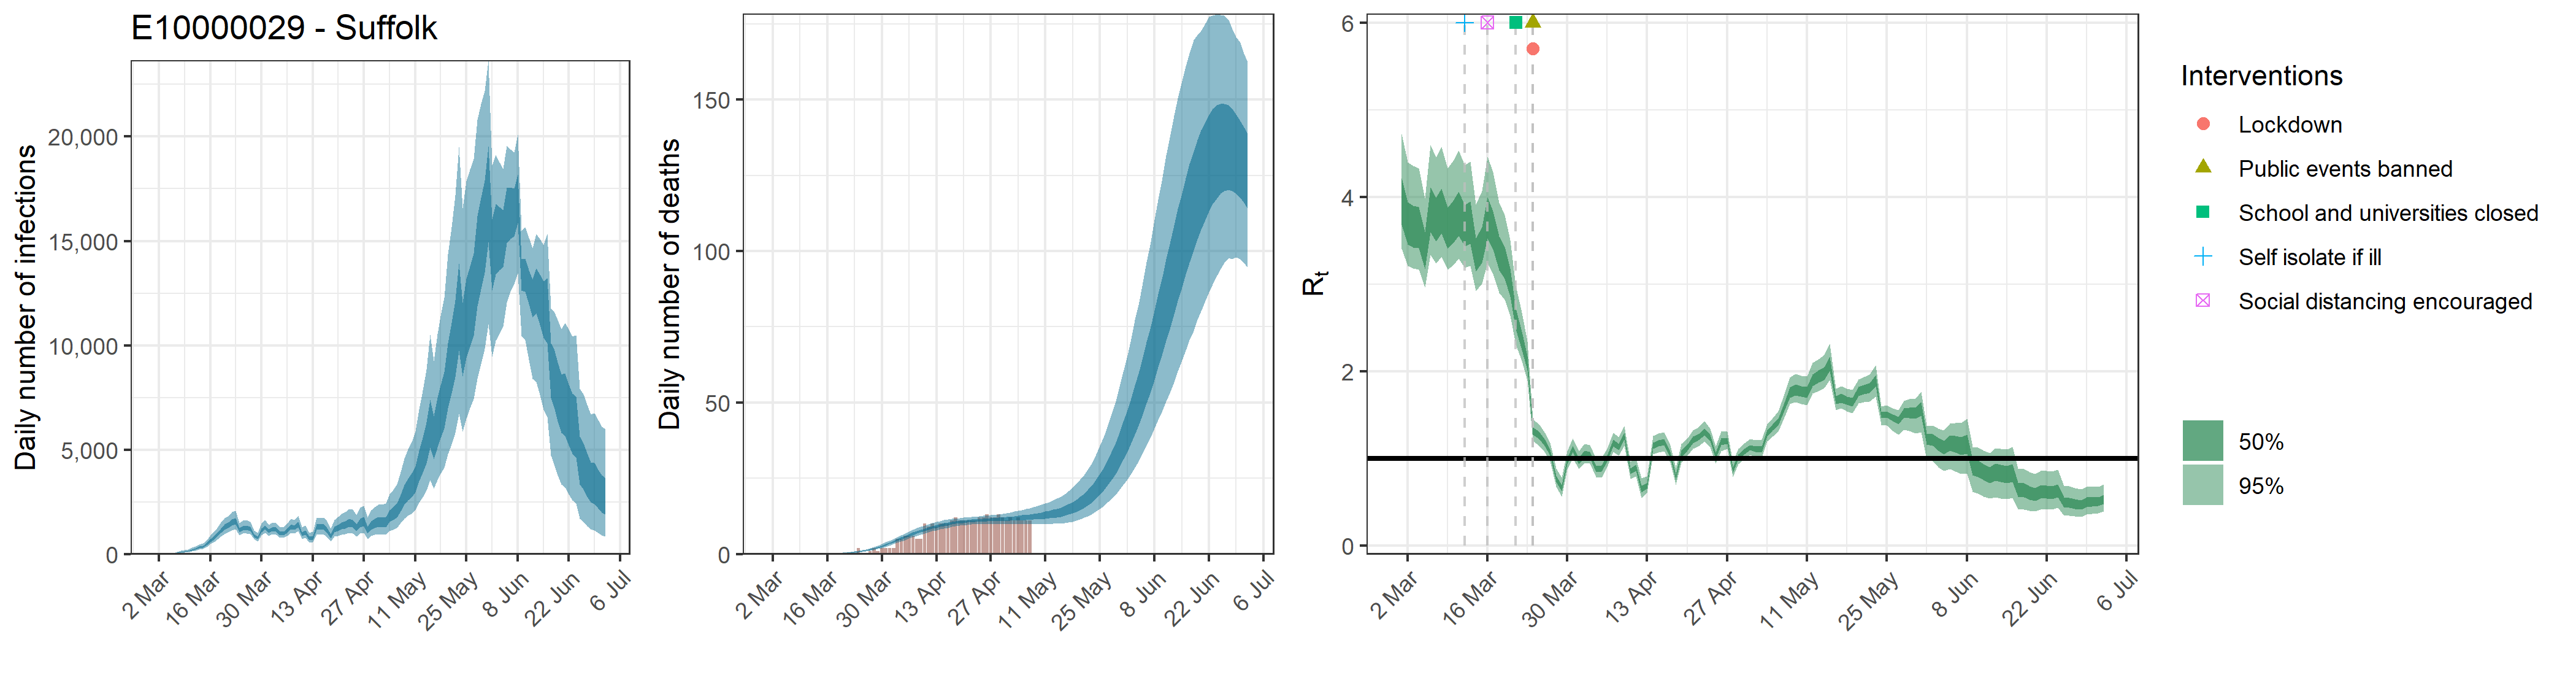 E10000029 - Suffolk
Daily number of infections
20,000
15,000
10,000
5,000
0
2 Mar
16 Mar
30 Mar
13 Apr
27 Apr
11 May
25 May
8 Jun
22 Jun
6 Jul
Daily number of deaths
150
100
50
0
2 Mar
16 Mar
30 Mar
13 Apr
27 Apr
11 May
25 May
8 Jun
22 Jun
6 Jul
Rt
6
4
2
0
2 Mar
16 Mar
30 Mar
13 Apr
27 Apr
11 May
25 May
8 Jun
22 Jun
6 Jul
Interventions
Lockdown
Public events banned
School and universities closed
Self isolate if ill
Social distancing encouraged
50%
95%